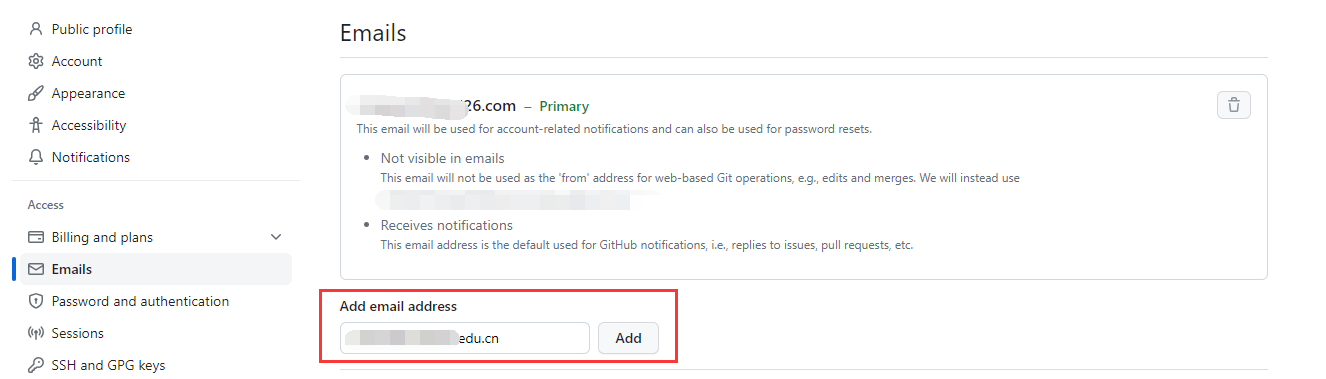 Public profile
Account
Appearance
Accessibility
Notifications
Access
Billing and plans
Emails
Password and authentication
Sessions
SSH and GPG keys
Emails
26.com – Primary
This email will be used for account-related notifications and can also be used for password resets.
Not visible in emails
This email will not be used as the 'from' address for web-based Git operations, e.g., edits and merges. We will instead use
Receives notifications
This email address is the default used for GitHub notifications, i.e., replies to issues, pull requests, etc.
Add email address
edu.cn
Add